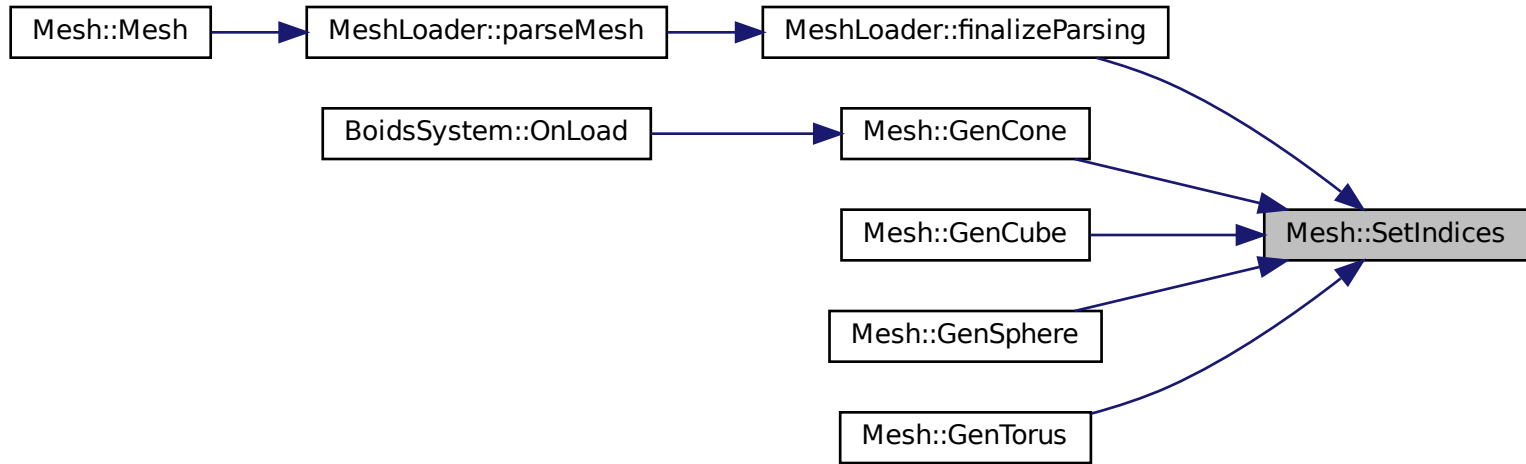 Mesh::Mesh
MeshLoader::parseMesh
MeshLoader::finalizeParsing
BoidsSystem::OnLoad
Mesh::GenCone
Mesh::GenCube
Mesh::SetIndices
Mesh::GenSphere
Mesh::GenTorus